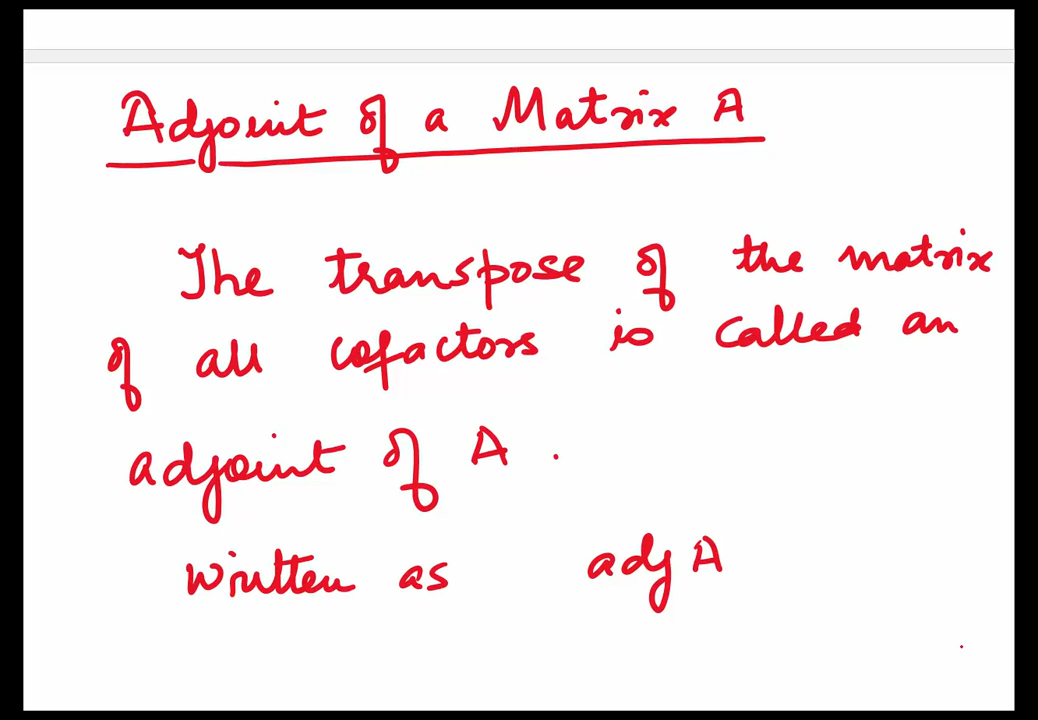 Adjoint of a Matrix A
The transpose of the matrix
of all cofactors is called an
adjoint of A.
written as adj A